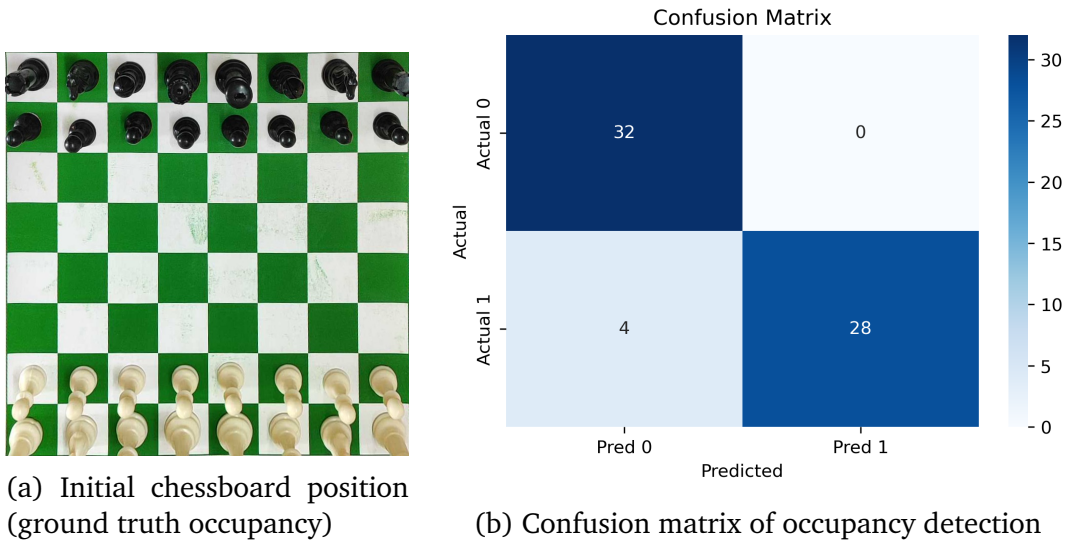 Confusion Matrix
Actual 0
Actual 1
Actual
32
0
4
28
Pred 0
Pred 1
Predicted
30
25
20
15
10
5
0
(a) Initial chessboard position
(ground truth occupancy)
(b) Confusion matrix of occupancy detection